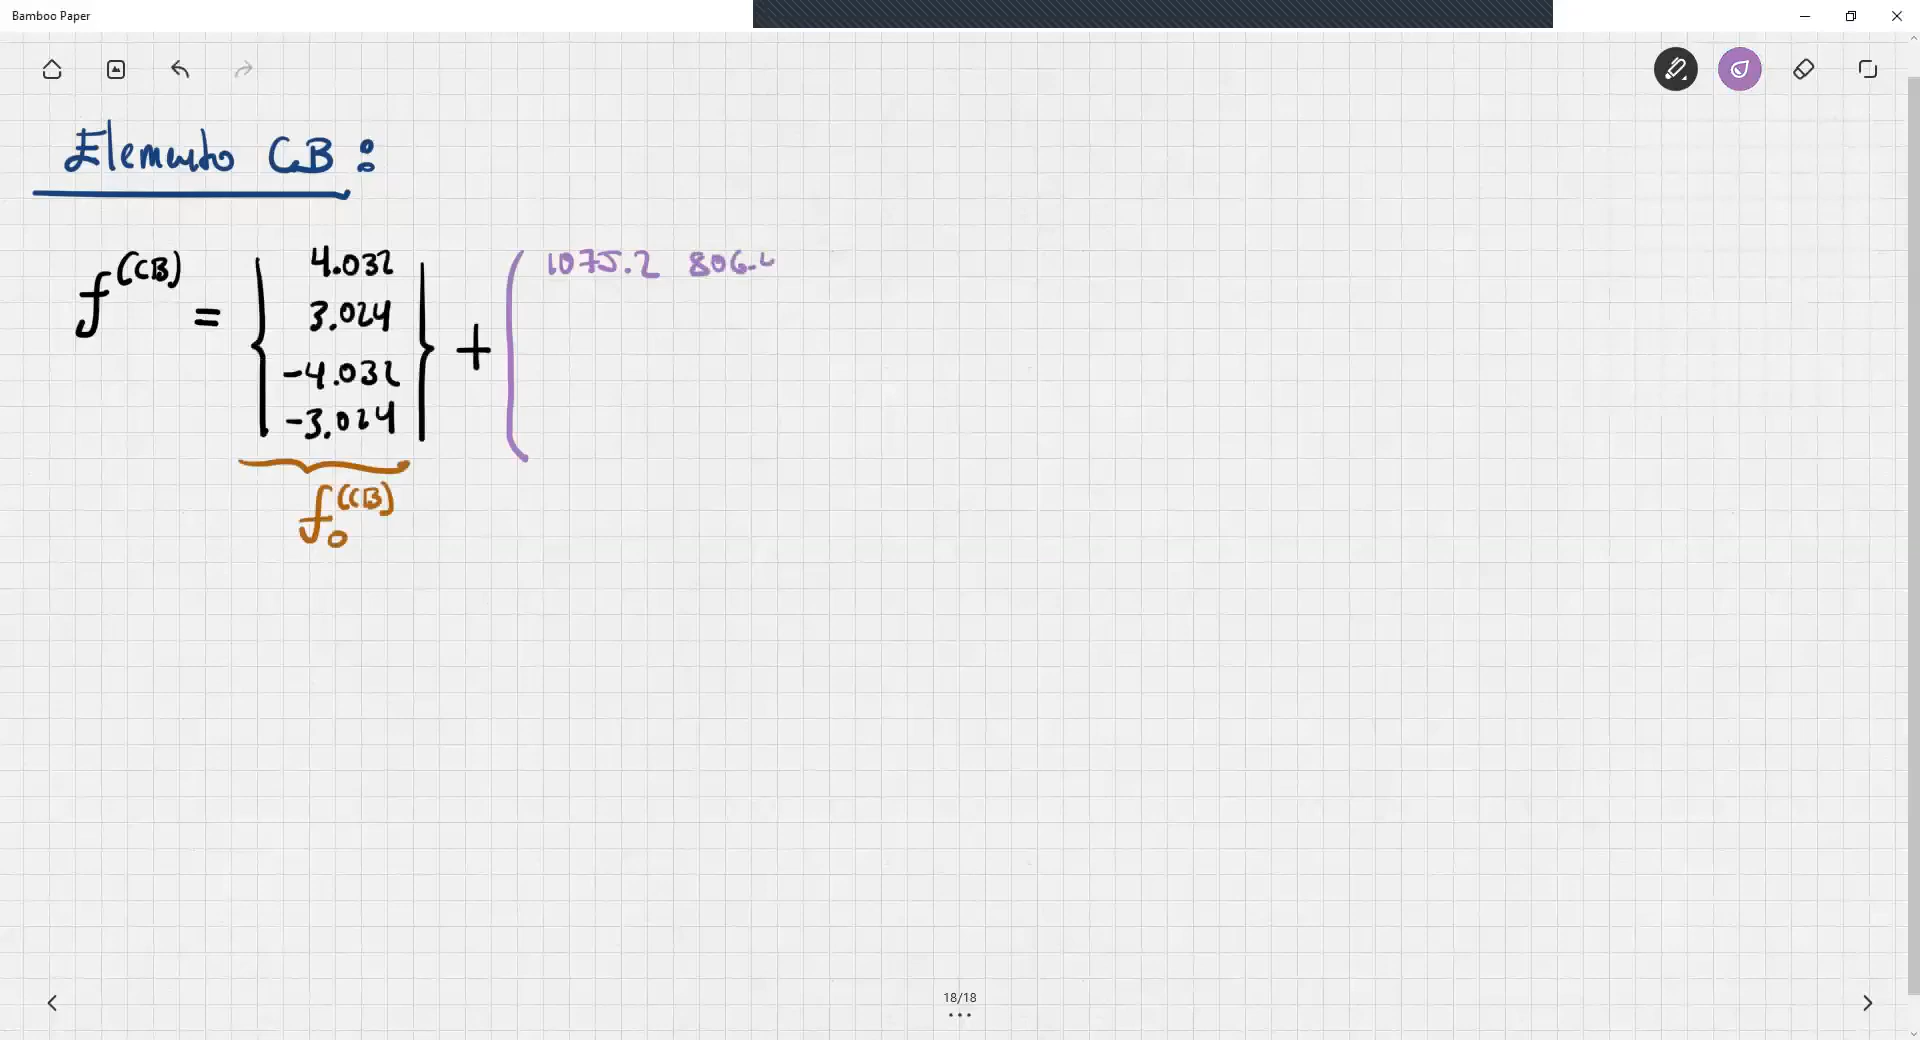 Bamboo Paper
Elemento CB:
f^(CB) = { 4.032
3.024
-4.032
-3.024 } + ( 1075.2 806.4
f_0^(CB)
18/18